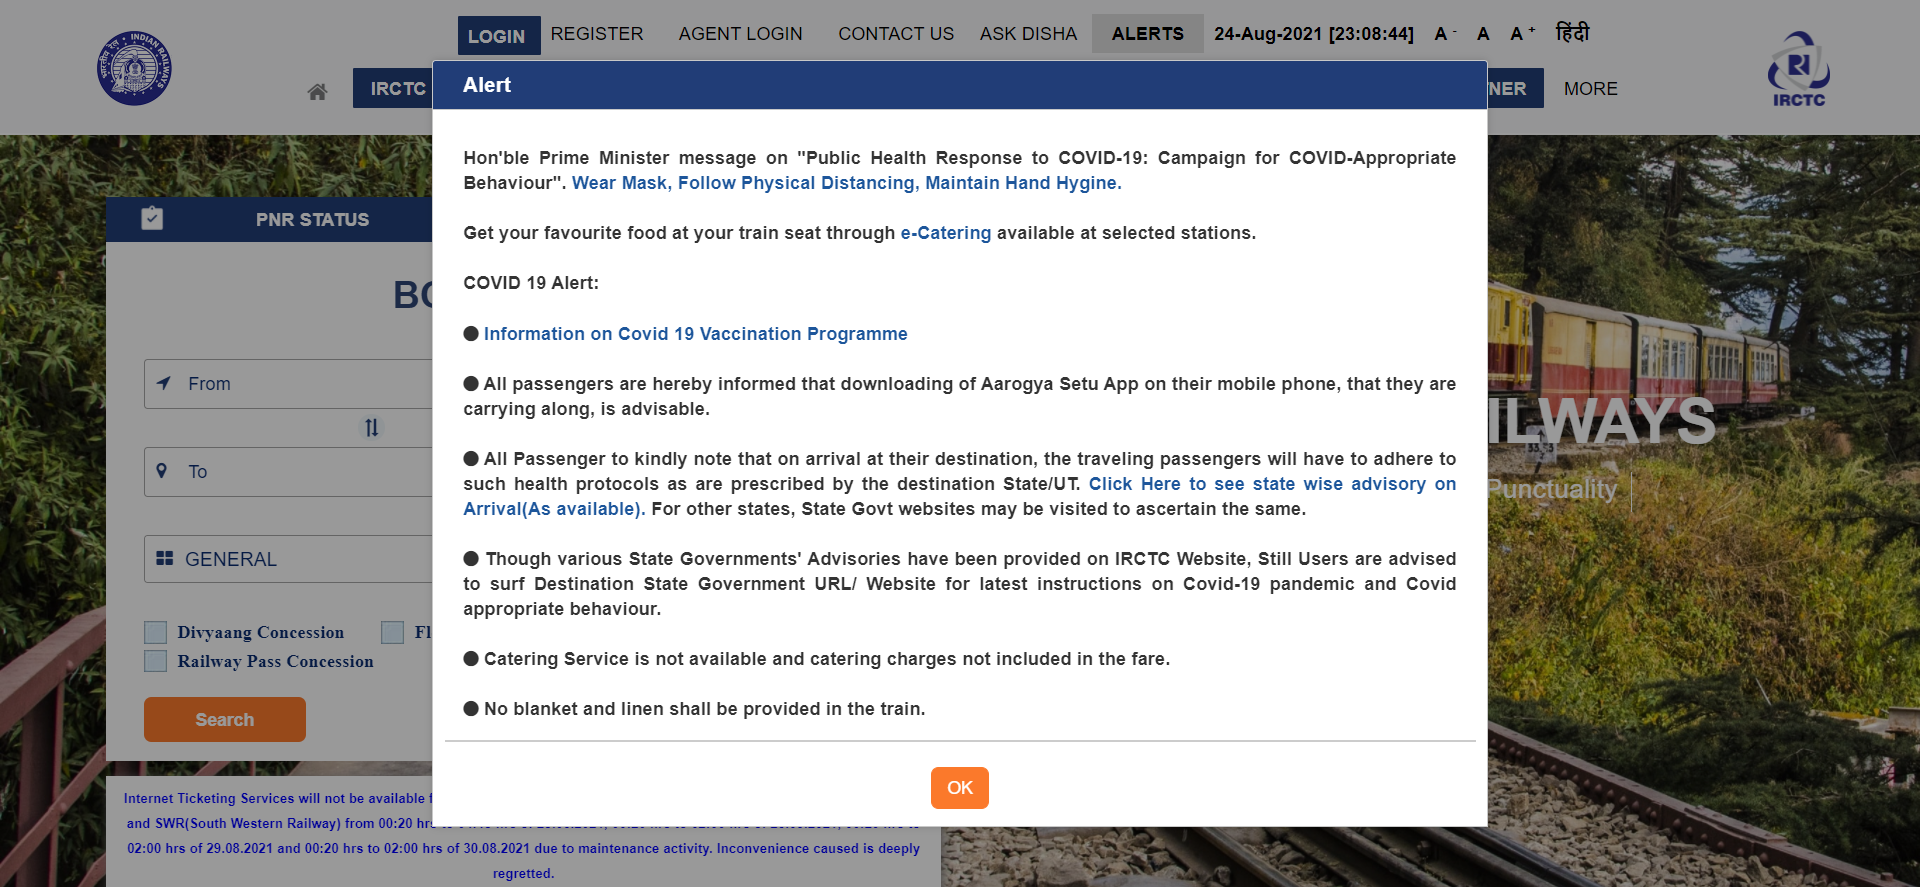 LOGIN REGISTER AGENT LOGIN CONTACT US ASK DISHA ALERTS 24-Aug-2021 [23:08:44] A - A A + हिंदी
INDIAN RAILWAYS
IRCTC
NER MORE
IRCTC
Alert
Hon'ble Prime Minister message on "Public Health Response to COVID-19: Campaign for COVID-Appropriate
Behaviour". Wear Mask, Follow Physical Distancing, Maintain Hand Hygine.
Get your favourite food at your train seat through e-Catering available at selected stations.
COVID 19 Alert:
● Information on Covid 19 Vaccination Programme
● All passengers are hereby informed that downloading of Aarogya Setu App on their mobile phone, that they are
carrying along, is advisable.
● All Passenger to kindly note that on arrival at their destination, the traveling passengers will have to adhere to
such health protocols as are prescribed by the destination State/UT. Click Here to see state wise advisory on
Arrival(As available). For other states, State Govt websites may be visited to ascertain the same.
● Though various State Governments' Advisories have been provided on IRCTC Website, Still Users are advised
to surf Destination State Government URL/ Website for latest instructions on Covid-19 pandemic and Covid
appropriate behaviour.
● Catering Service is not available and catering charges not included in the fare.
● No blanket and linen shall be provided in the train.
OK
PNR STATUS
BO
From
To
GENERAL
Divyaang Concession Fl
Railway Pass Concession
Search
ILWAYS
Punctuality
Internet Ticketing Services will not be available
and SWR(South Western Railway) from 00:20 hrs
02:00 hrs of 29.08.2021 and 00:20 hrs to 02:00 hrs of 30.08.2021 due to maintenance activity. Inconvenience caused is deeply
regretted.